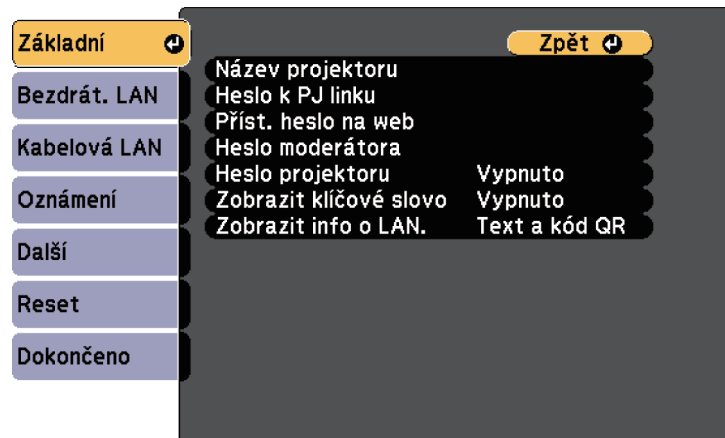 Základní
Bezdrát. LAN
Kabelová LAN
Oznámení
Další
Reset
Dokončeno
Zpět
Název projektoru
Heslo k PJ linku
Příst. heslo na web
Heslo moderátora
Heslo projektoru Vypnuto
Zobrazit klíčové slovo Vypnuto
Zobrazit info o LAN. Text a kód QR